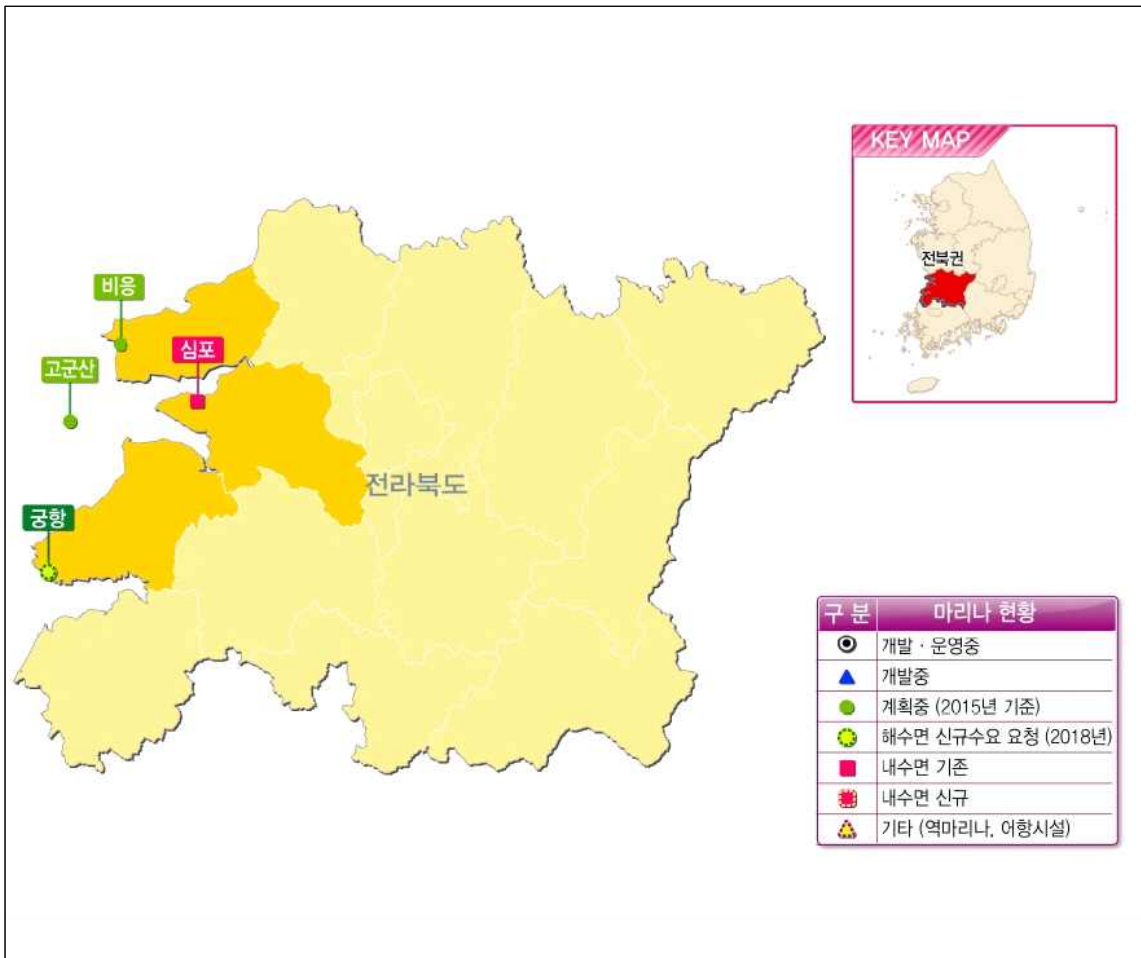 KEY MAP
전북권
비응
심포
고군산
전라북도
궁항
구 분 마리나 현황
개발 · 운영중
개발중
계획중 (2015년 기준)
해수면 신규수요 요청 (2018년)
내수면 기존
내수면 신규
기타 (역마리나, 어항시설)